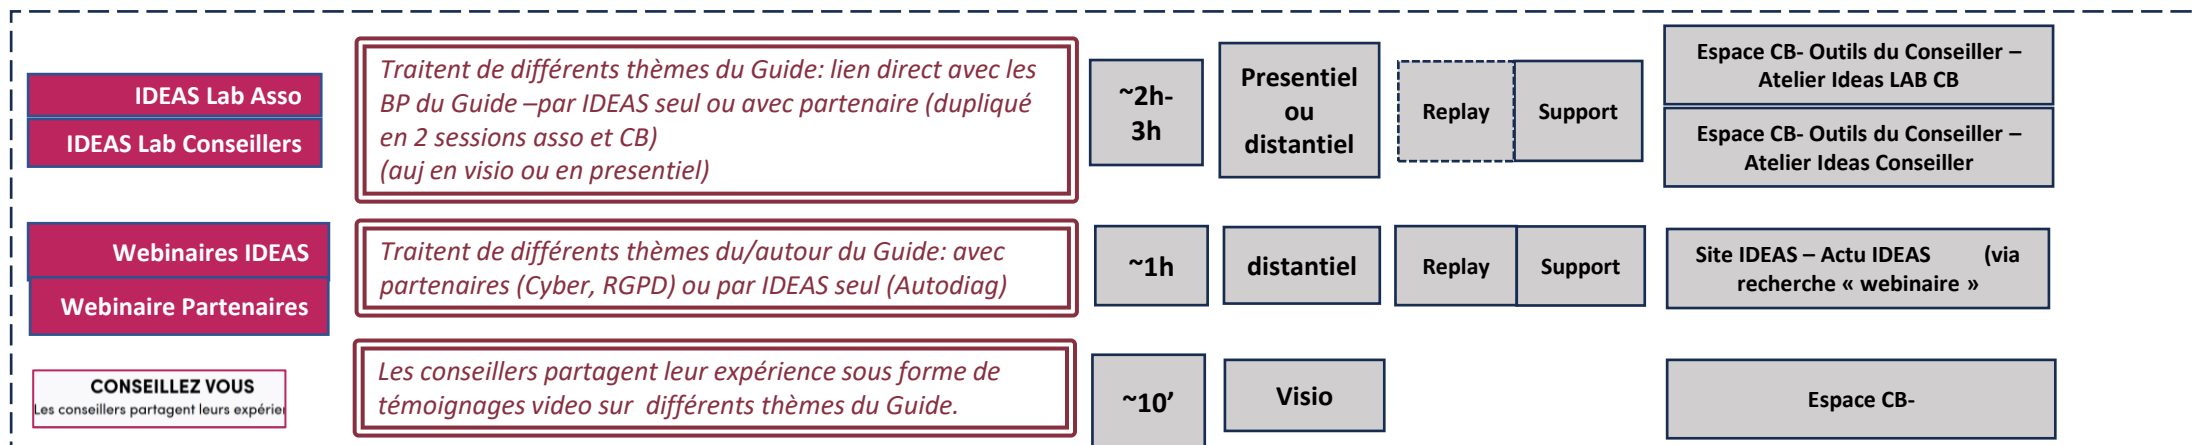 IDEAS Lab Asso
IDEAS Lab Conseillers
Traitent de différents thèmes du Guide: lien direct avec les
BP du Guide –par IDEAS seul ou avec partenaire (dupliqué
en 2 sessions asso et CB)
(auj en visio ou en presentiel)
~2h-
3h
Presentiel
ou
distantiel
Replay
Support
Espace CB- Outils du Conseiller –
Atelier Ideas LAB CB
Espace CB- Outils du Conseiller –
Atelier Ideas Conseiller
Webinaires IDEAS
Webinaire Partenaires
Traitent de différents thèmes du/autour du Guide: avec
partenaires (Cyber, RGPD) ou par IDEAS seul (Autodiag)
~1h
distantiel
Replay
Support
Site IDEAS – Actu IDEAS (via
recherche « webinaire »
CONSEILLEZ VOUS
Les conseillers partagent leurs expérie
Les conseillers partagent leur expérience sous forme de
témoignages video sur différents thèmes du Guide.
~10’
Visio
Espace CB-